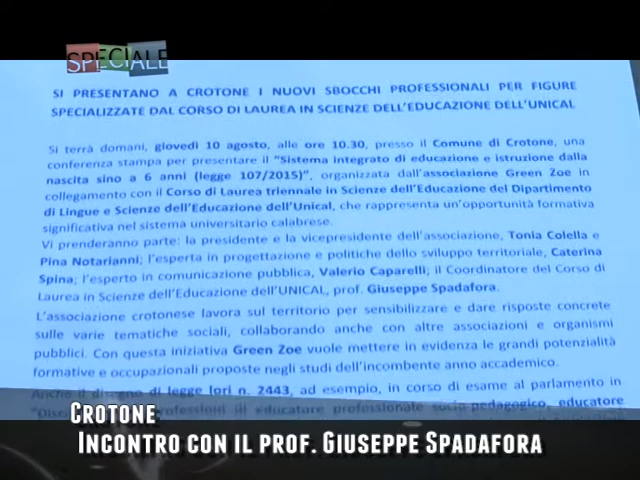 SPECIALE
SI PRESENTANO A CROTONE I NUOVI SBOCCHI PROFESSIONALI PER FIGURE
SPECIALIZZATE DAL CORSO DI LAUREA IN SCIENZE DELL'EDUCAZIONE DELL'UNICAL
Si terrà domani, giovedì 10 agosto, alle ore 10.30, presso il Comune di Crotone, una
conferenza stampa per presentare il "Sistema integrato di educazione e istruzione dalla
nascita sino a 6 anni (legge 107/2015)", organizzata dall'associazione Green Zoe in
collegamento con il Corso di Laurea triennale in Scienze dell'Educazione del Dipartimento
di Lingue e Scienze dell'Educazione dell'Unical, che rappresenta un'opportunità formativa
significativa nel sistema universitario calabrese.
Vi prenderanno parte: la presidente e la vicepresidente dell'associazione, Tonia Colella e
Pina Notarianni; l'esperta in progettazione e politiche dello sviluppo territoriale, Caterina
Spina; l'esperto in comunicazione pubblica, Valerio Caparelli; il Coordinatore del Corso di
Laurea in Scienze dell'Educazione dell'UNICAL, prof. Giuseppe Spadafora.
L'associazione crotonese lavora sul territorio per sensibilizzare e dare risposte concrete
sulle varie tematiche sociali, collaborando anche con altre associazioni e organismi
pubblici. Con questa iniziativa Green Zoe vuole mettere in evidenza le grandi potenzialità
formative e occupazionali proposte negli studi dell'incombente anno accademico.
Anche il disegno di legge Iori n. 2443, ad esempio, in corso di esame al parlamento in
professioni di educatore professionale socio-pedagogico, educatore
CROTONE
INCONTRO CON IL PROF. GIUSEPPE SPADAFORA